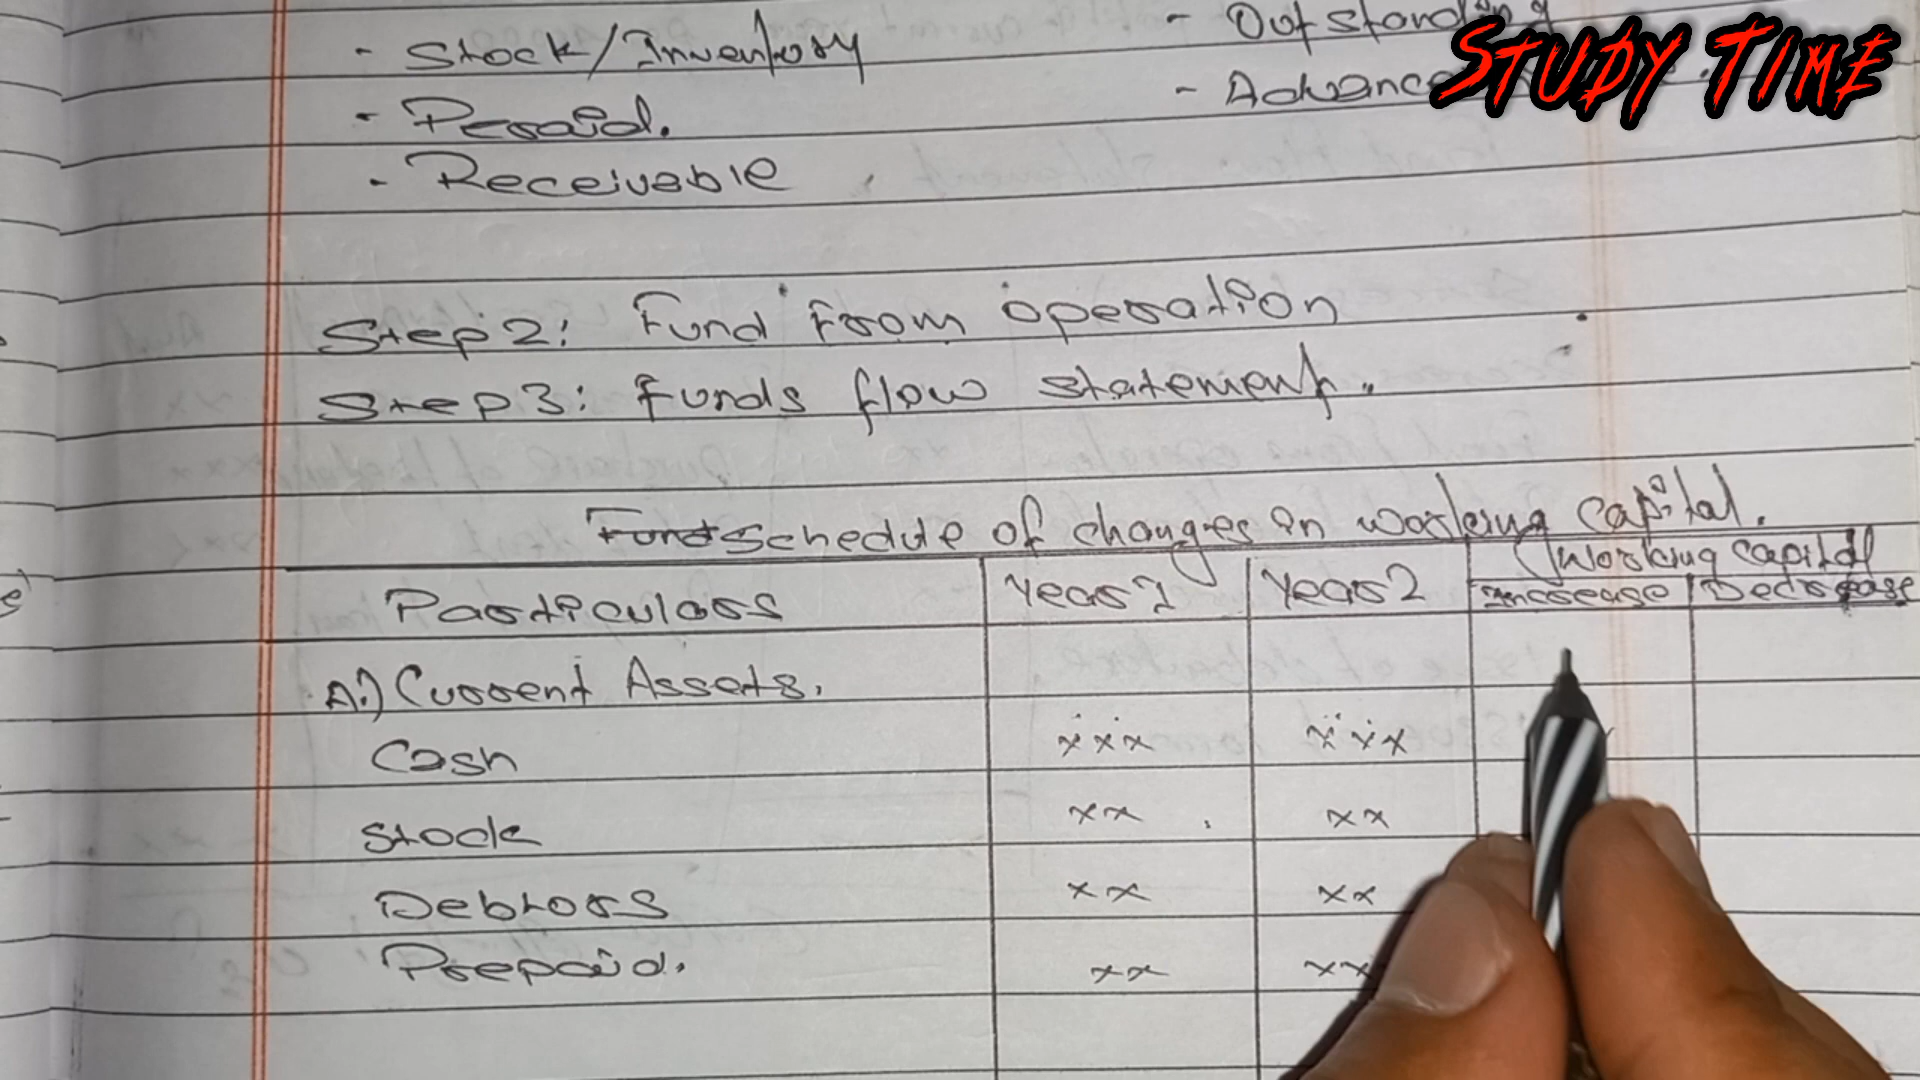 - Stock/Inventory
- Outstanding
- Peraid.
- Advance
STUDY TIME
- Receivable
Step 2: Fund from operation
Step 3: Funds flow statement.
Fund Schedule of changes in working capital.
Particulars Year 1 Year 2 Working capital
Increase Decrease
A.) Current Assets.
Cash xxx xxx
Stock xx xx
Debtors xx xx
Prepaid. xx xx